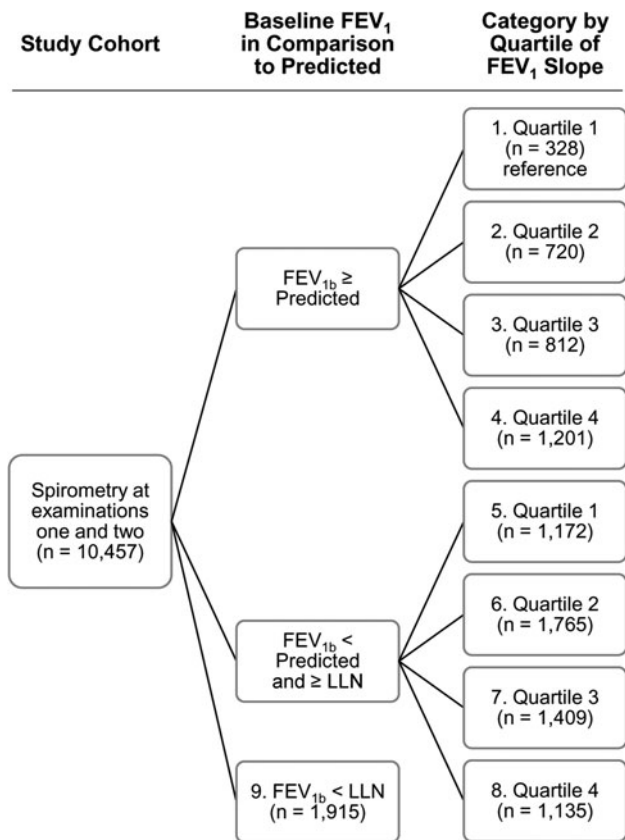 Study Cohort
Baseline FEV₁
in Comparison
to Predicted
Category by
Quartile of
FEV₁ Slope
Spirometry at
examinations
one and two
(n = 10,457)
FEV₁b ≥
Predicted
1. Quartile 1
(n = 328)
reference
2. Quartile 2
(n = 720)
3. Quartile 3
(n = 812)
4. Quartile 4
(n = 1,201)
FEV₁b <
Predicted
and ≥ LLN
5. Quartile 1
(n = 1,172)
6. Quartile 2
(n = 1,765)
7. Quartile 3
(n = 1,409)
8. Quartile 4
(n = 1,135)
9. FEV₁b < LLN
(n = 1,915)